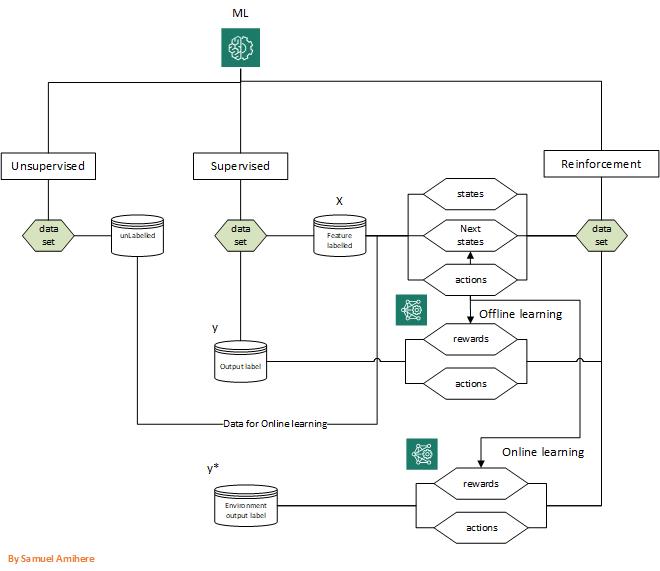 ML
Unsupervised
Supervised
Reinforcement
data
set
unLabelled
data
set
X
Feature
labelled
states
Next
states
actions
data
set
Offline learning
y
Output label
rewards
actions
Data for Online learning
Online learning
y*
Environment
output label
rewards
actions
By Samuel Amihere